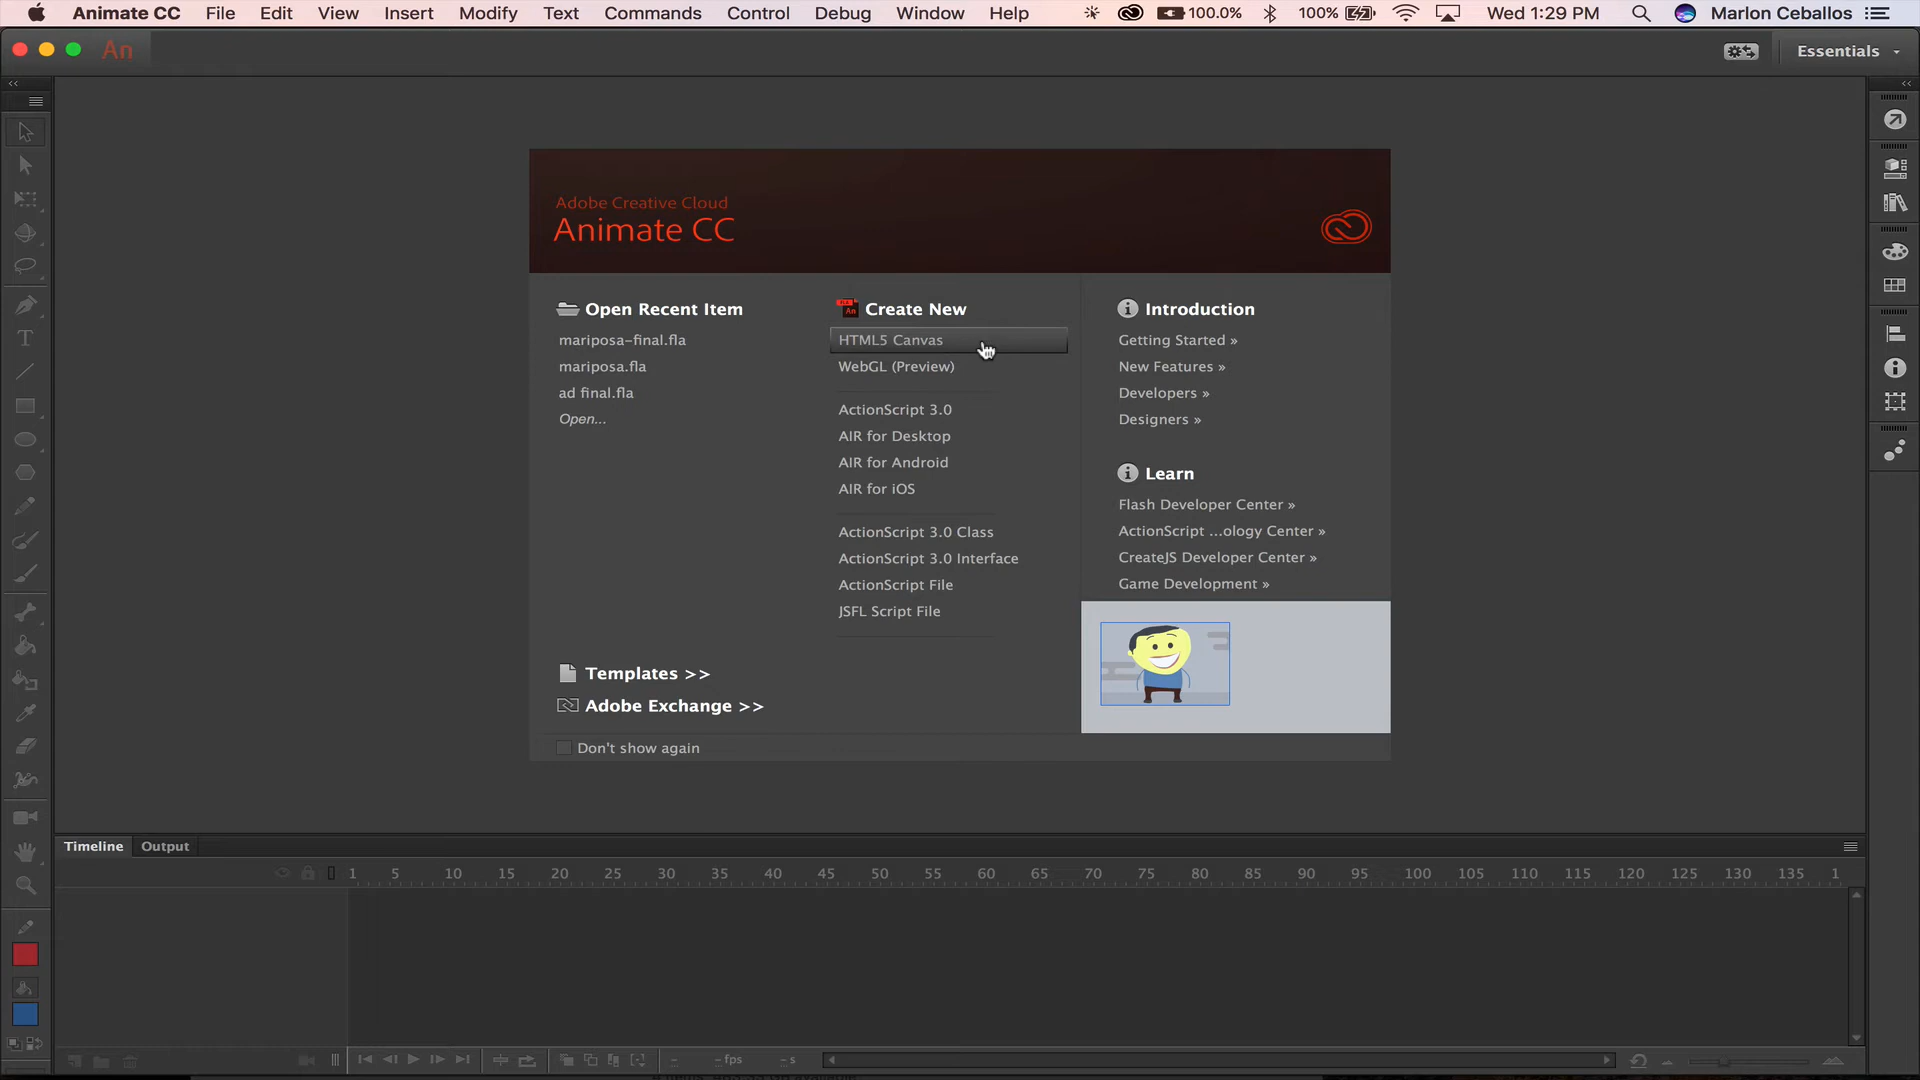 Animate CC File Edit View Insert Modify Text Commands Control Debug Window Help 100.0% 100% Wed 1:29 PM Marlon Ceballos
An Essentials
Adobe Creative Cloud
Animate CC
Open Recent Item
mariposa-final.fla
mariposa.fla
ad final.fla
Open...
Templates >>
Adobe Exchange >>
Don't show again
Create New
HTML5 Canvas
WebGL (Preview)
ActionScript 3.0
AIR for Desktop
AIR for Android
AIR for iOS
ActionScript 3.0 Class
ActionScript 3.0 Interface
ActionScript File
JSFL Script File
Introduction
Getting Started »
New Features »
Developers »
Designers »
Learn
Flash Developer Center »
ActionScript ...ology Center »
CreateJS Developer Center »
Game Development »
Timeline Output
1 5 10 15 20 25 30 35 40 45 50 55 60 65 70 75 80 85 90 95 100 105 110 115 120 125 130 135 1
-- -- fps -- s